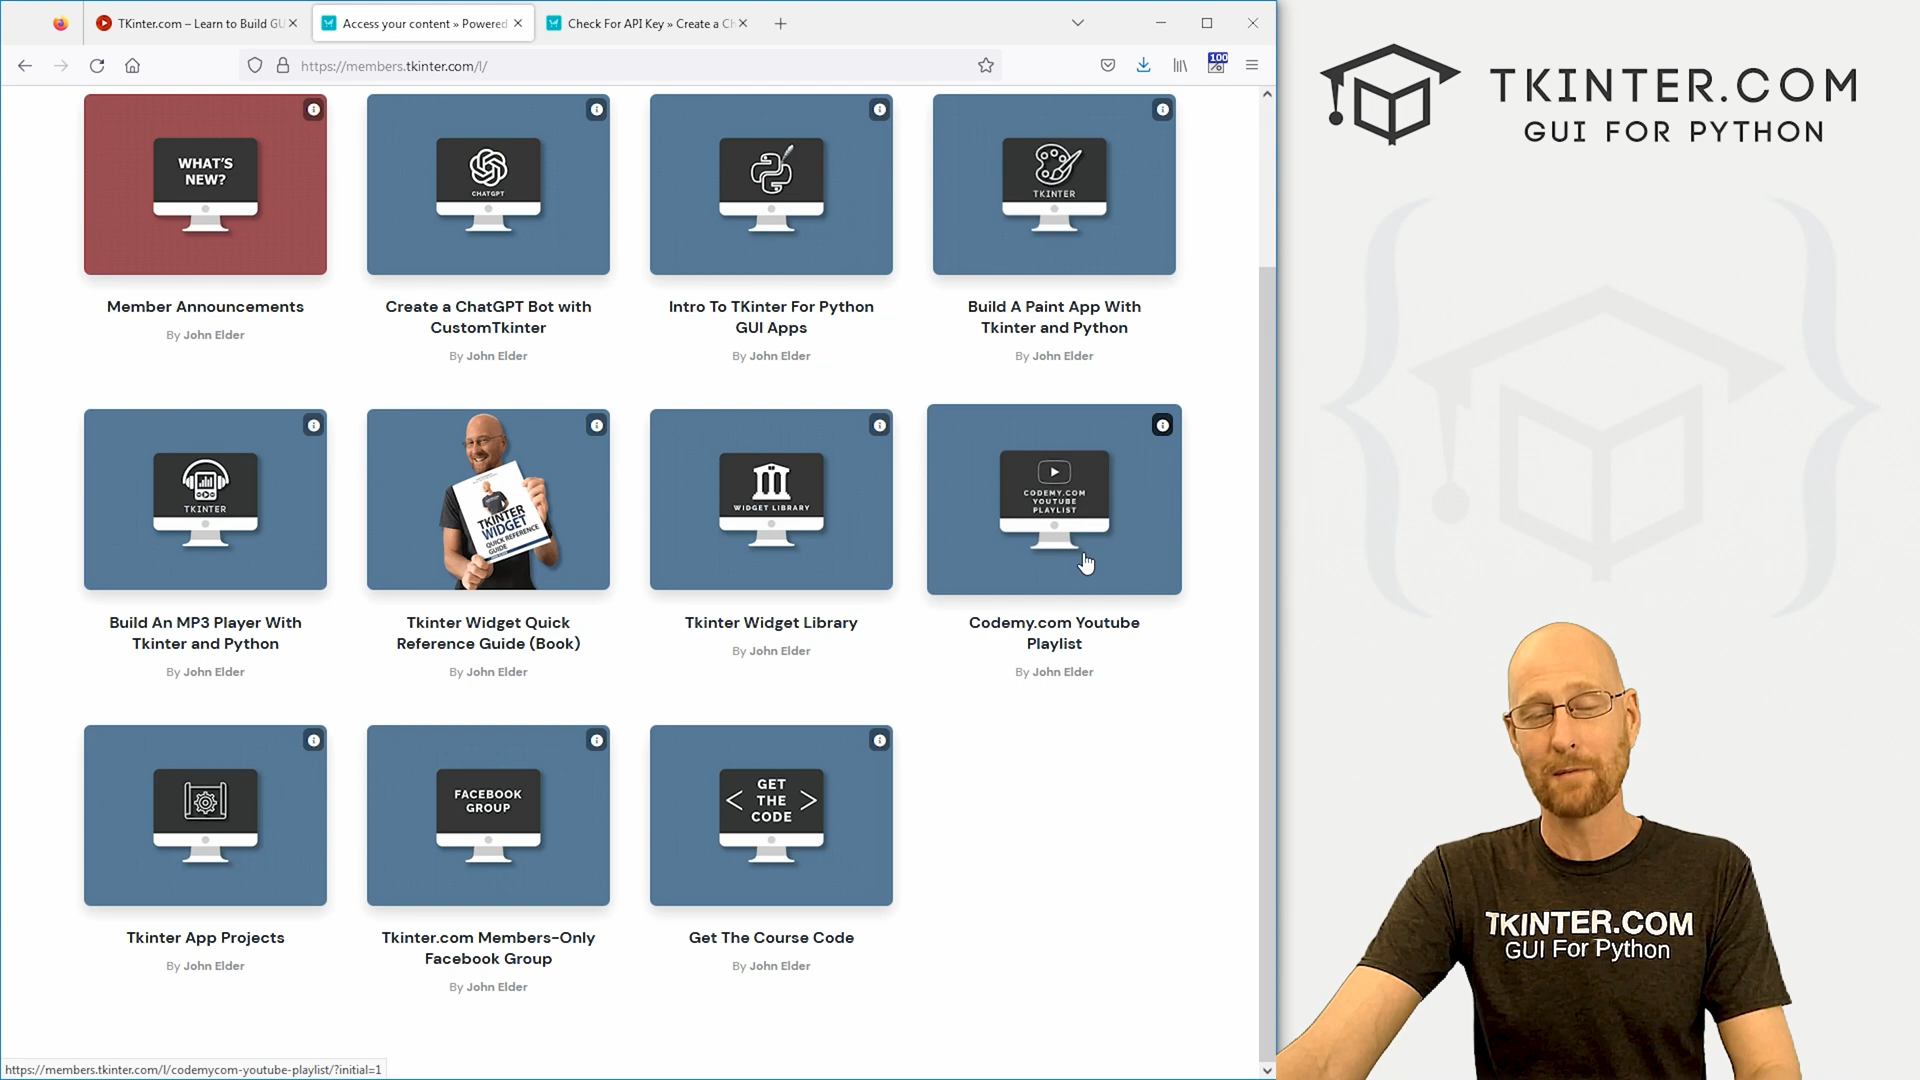 TKinter.com – Learn to Build GU
Access your content » Powered
Check For API Key » Create a Ch
https://members.tkinter.com/l/
100
TKINTER.COM
GUI FOR PYTHON
WHAT'S
NEW?
CHATGPT
TKINTER
Member Announcements
By John Elder
Create a ChatGPT Bot with
CustomTkinter
By John Elder
Intro To TKinter For Python
GUI Apps
By John Elder
Build A Paint App With
Tkinter and Python
By John Elder
TKINTER
TKINTER
WIDGET
QUICK REFERENCE
GUIDE
WIDGET LIBRARY
CODEMY.COM
YOUTUBE
PLAYLIST
Build An MP3 Player With
Tkinter and Python
By John Elder
Tkinter Widget Quick
Reference Guide (Book)
By John Elder
Tkinter Widget Library
By John Elder
Codemy.com Youtube
Playlist
By John Elder
FACEBOOK
GROUP
GET
< THE >
CODE
Tkinter App Projects
By John Elder
Tkinter.com Members-Only
Facebook Group
By John Elder
Get The Course Code
By John Elder
TKINTER.COM
GUI For Python
https://members.tkinter.com/l/codemycom-youtube-playlist/?initial=1